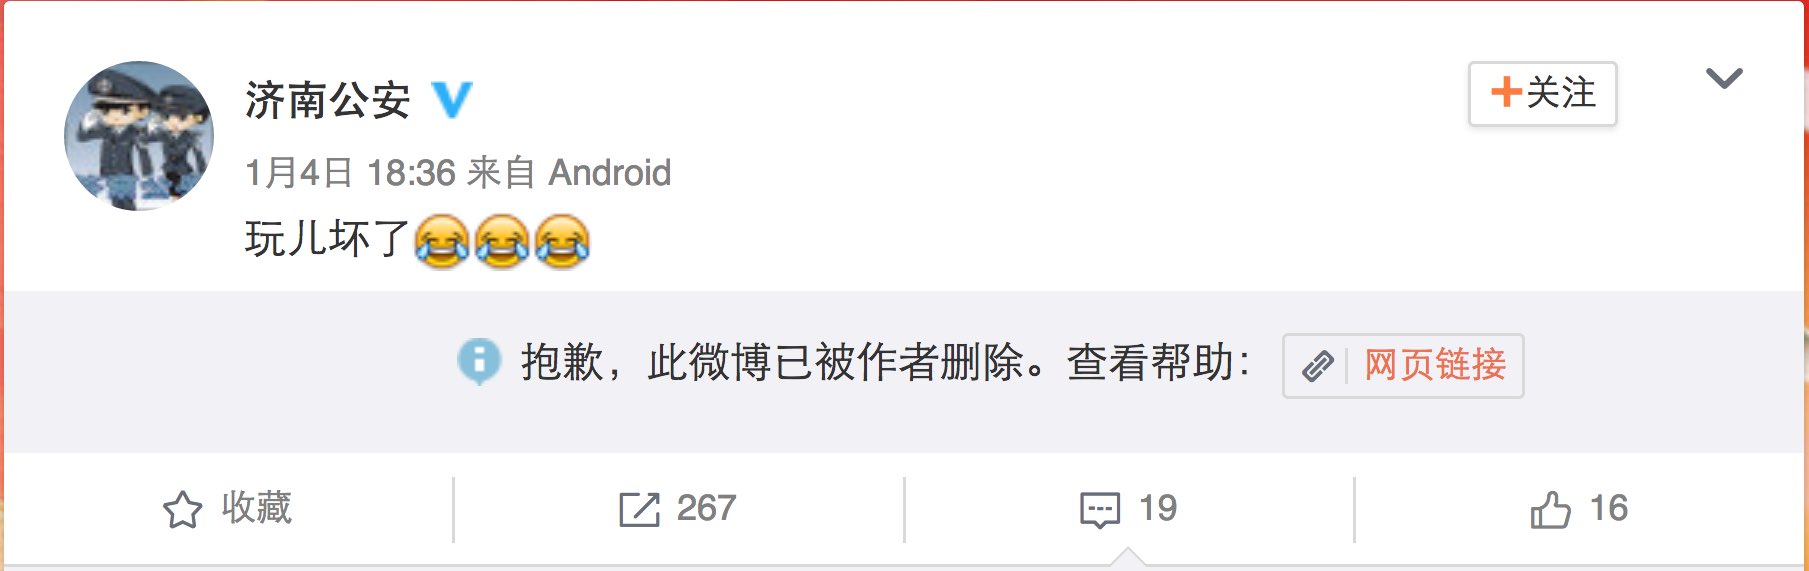 济南公安
+关注
1月4日 18:36 来自 Android
玩儿坏了😂😂😂
抱歉，此微博已被作者删除。查看帮助： 网页链接
收藏 267 19 16